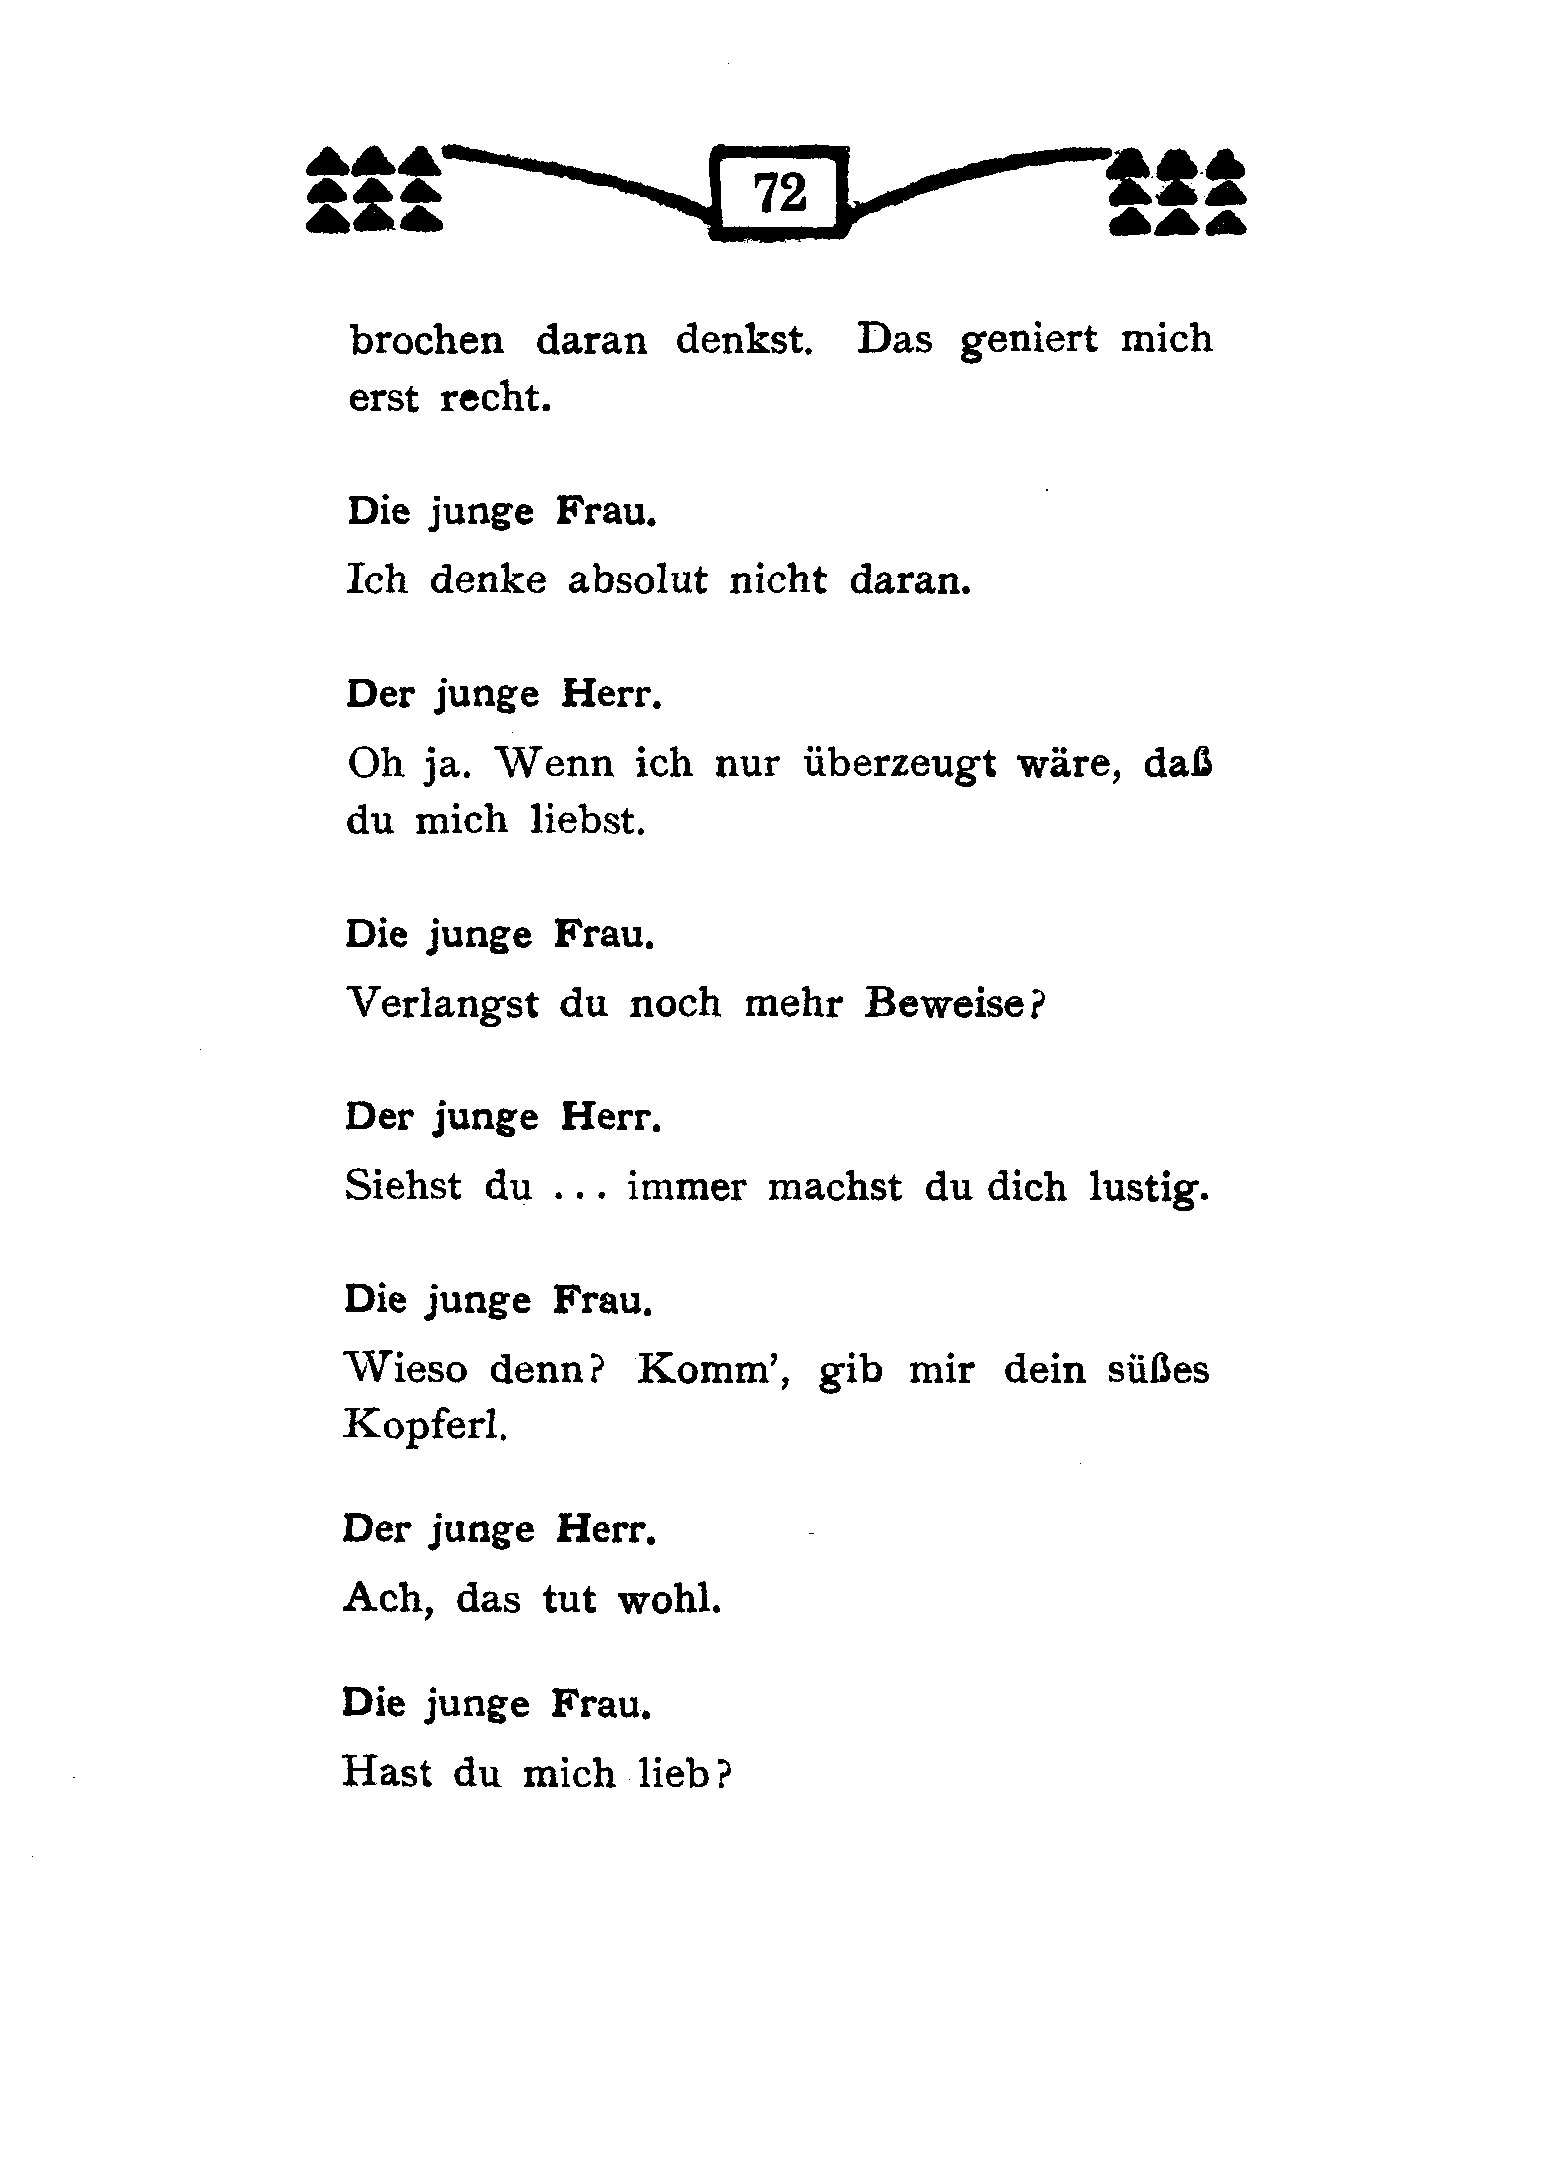 72
brochen daran denkst. Das geniert mich
erst recht.
Die junge Frau.
Ich denke absolut nicht daran.
Der junge Herr.
Oh ja. Wenn ich nur überzeugt wäre, daß
du mich liebst.
Die junge Frau.
Verlangst du noch mehr Beweise?
Der junge Herr.
Siehst du ... immer machst du dich lustig.
Die junge Frau.
Wieso denn? Komm’, gib mir dein süßes
Kopferl.
Der junge Herr.
Ach, das tut wohl.
Die junge Frau.
Hast du mich lieb?